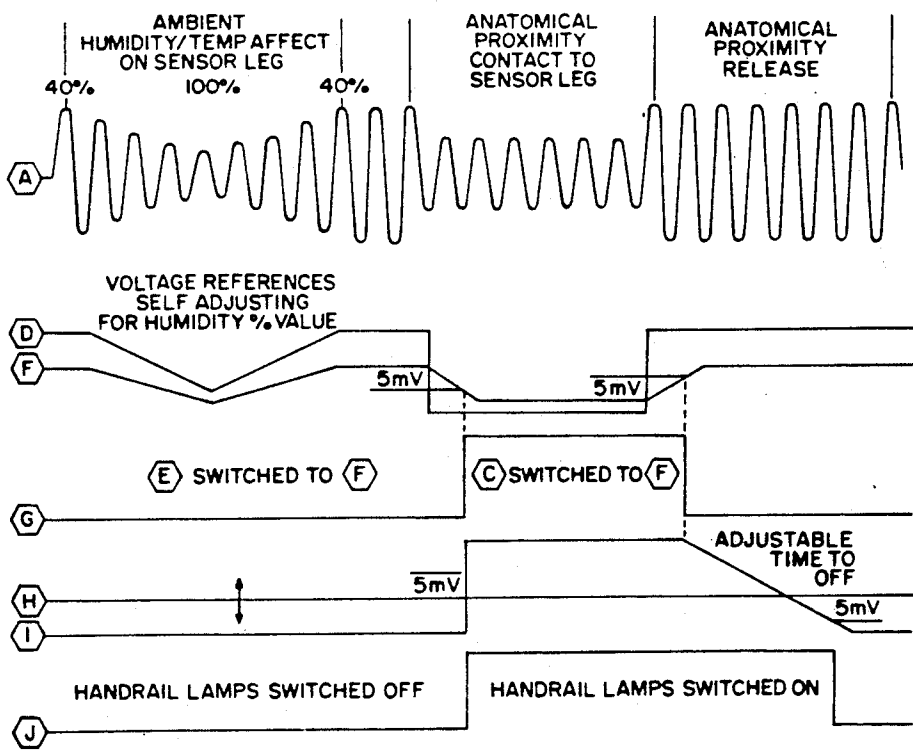 AMBIENT
HUMIDITY/TEMP AFFECT
ON SENSOR LEG
40% 100% 40%
ANATOMICAL
PROXIMITY
CONTACT TO
SENSOR LEG
ANATOMICAL
PROXIMITY
RELEASE
A
VOLTAGE REFERENCES
SELF ADJUSTING
FOR HUMIDITY % VALUE
D
F
5mV
5mV
E SWITCHED TO F
C SWITCHED TO F
G
ADJUSTABLE
TIME TO
OFF
5mV
H
5mV
I
HANDRAIL LAMPS SWITCHED OFF
HANDRAIL LAMPS SWITCHED ON
J